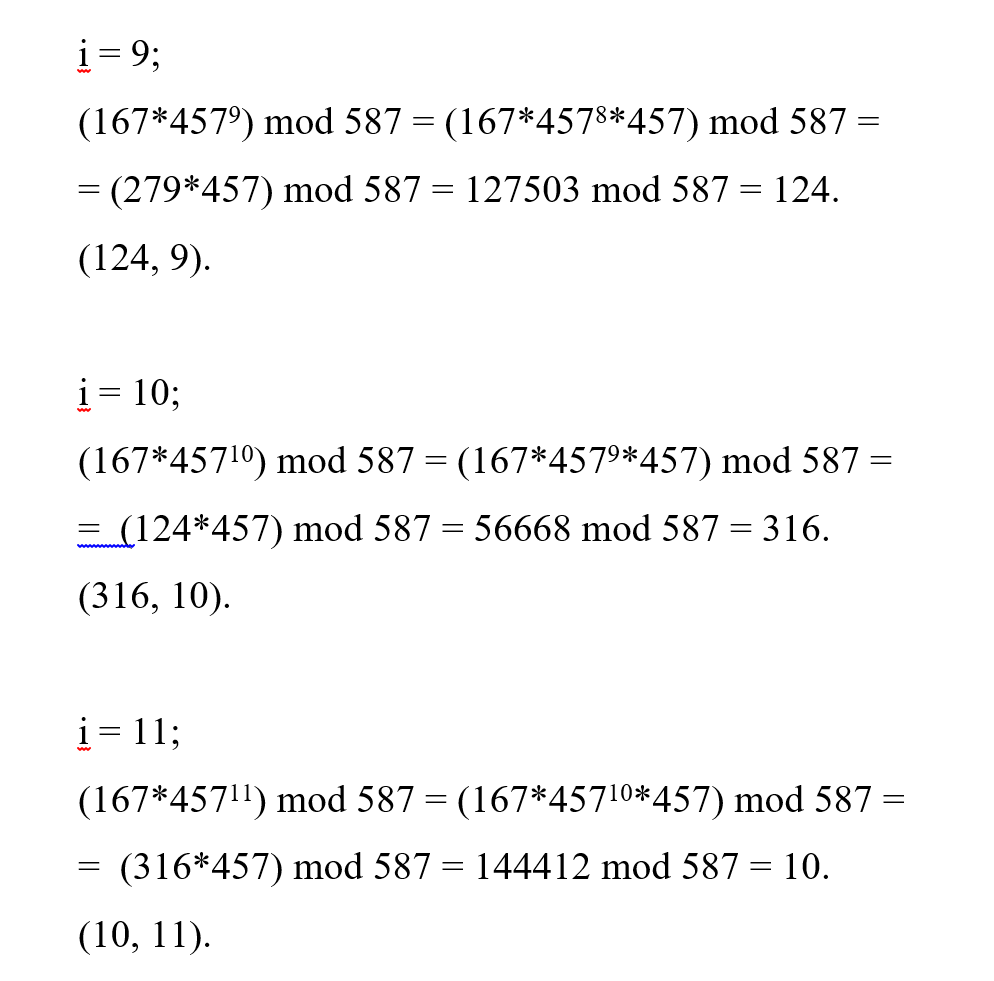 i = 9;
(167*457⁹) mod 587 = (167*457⁸*457) mod 587 =
= (279*457) mod 587 = 127503 mod 587 = 124.
(124, 9).
i = 10;
(167*457¹⁰) mod 587 = (167*457⁹*457) mod 587 =
=  (124*457) mod 587 = 56668 mod 587 = 316.
(316, 10).
i = 11;
(167*457¹¹) mod 587 = (167*457¹⁰*457) mod 587 =
=  (316*457) mod 587 = 144412 mod 587 = 10.
(10, 11).